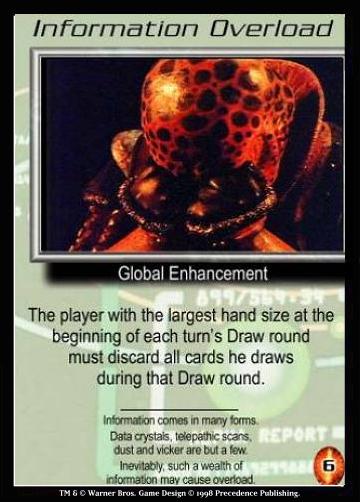 Information Overload
Global Enhancement
The player with the largest hand size at the
beginning of each turn's Draw round
must discard all cards he draws
during that Draw round.
Information comes in many forms.
Data crystals, telepathic scans,
dust and vicker are but a few.
Inevitably, such a wealth of
information may cause overload.
REPORT
6
TM & © Warner Bros. Game Design © 1998 Precedence Publishing.